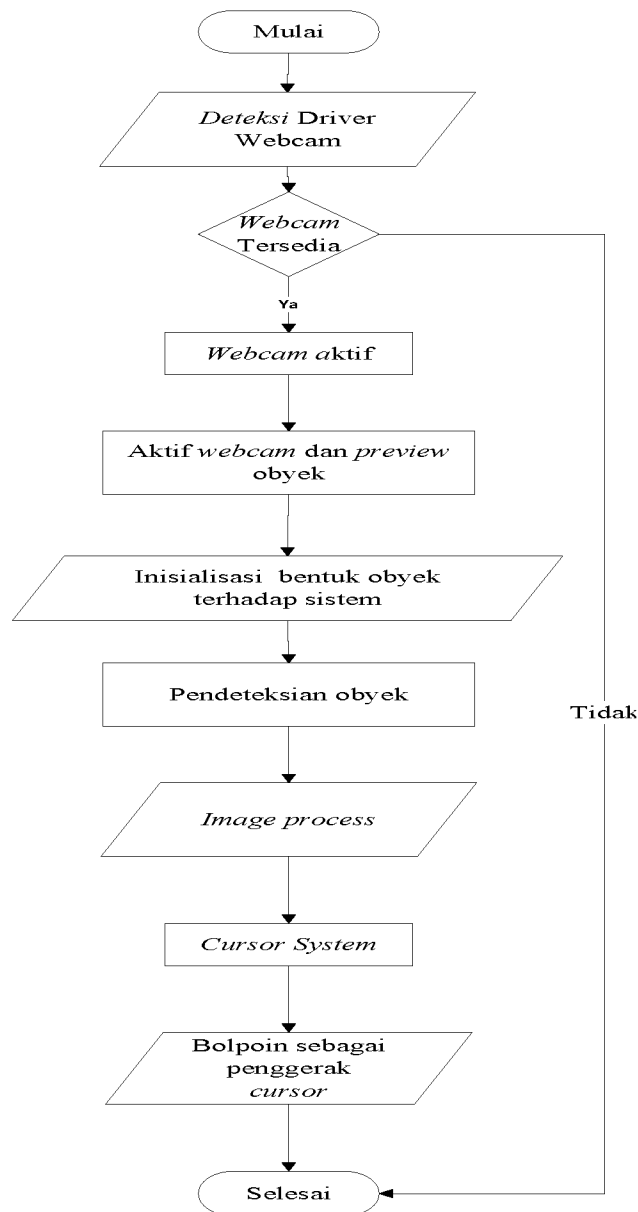 Mulai
Deteksi Driver
Webcam
Webcam
Tersedia
Ya
Webcam aktif
Aktif webcam dan preview
obyek
Inisialisasi bentuk obyek
terhadap sistem
Pendeteksian obyek
Tidak
Image process
Cursor System
Bolpoin sebagai
penggerak
cursor
Selesai